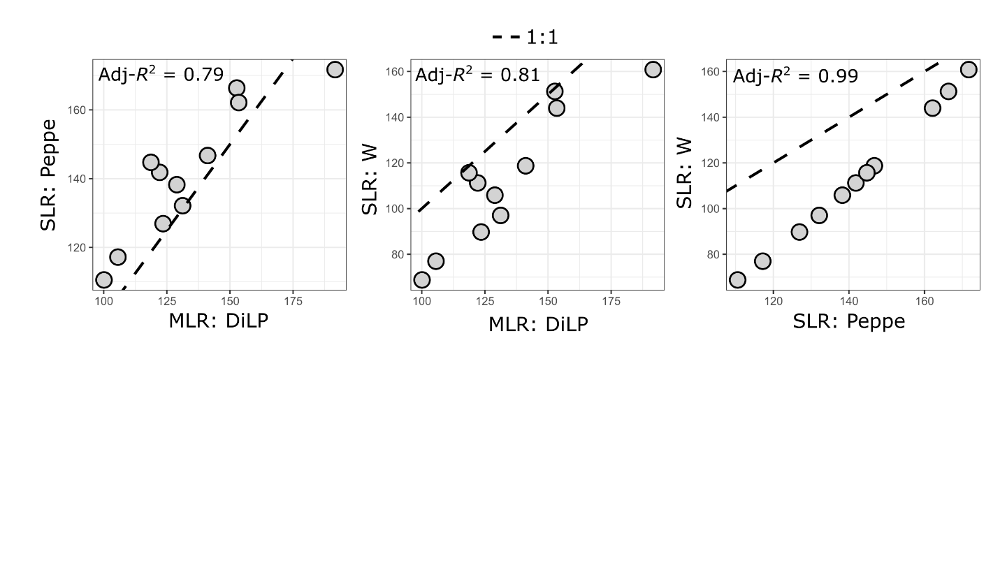 1:1
Adj-R² = 0.79
160
140
120
100
125
150
175
SLR: Peppe
MLR: DiLP
Adj-R² = 0.81
160
140
120
100
80
100
125
150
175
SLR: W
MLR: DiLP
Adj-R² = 0.99
160
140
120
100
80
120
140
160
SLR: W
SLR: Peppe